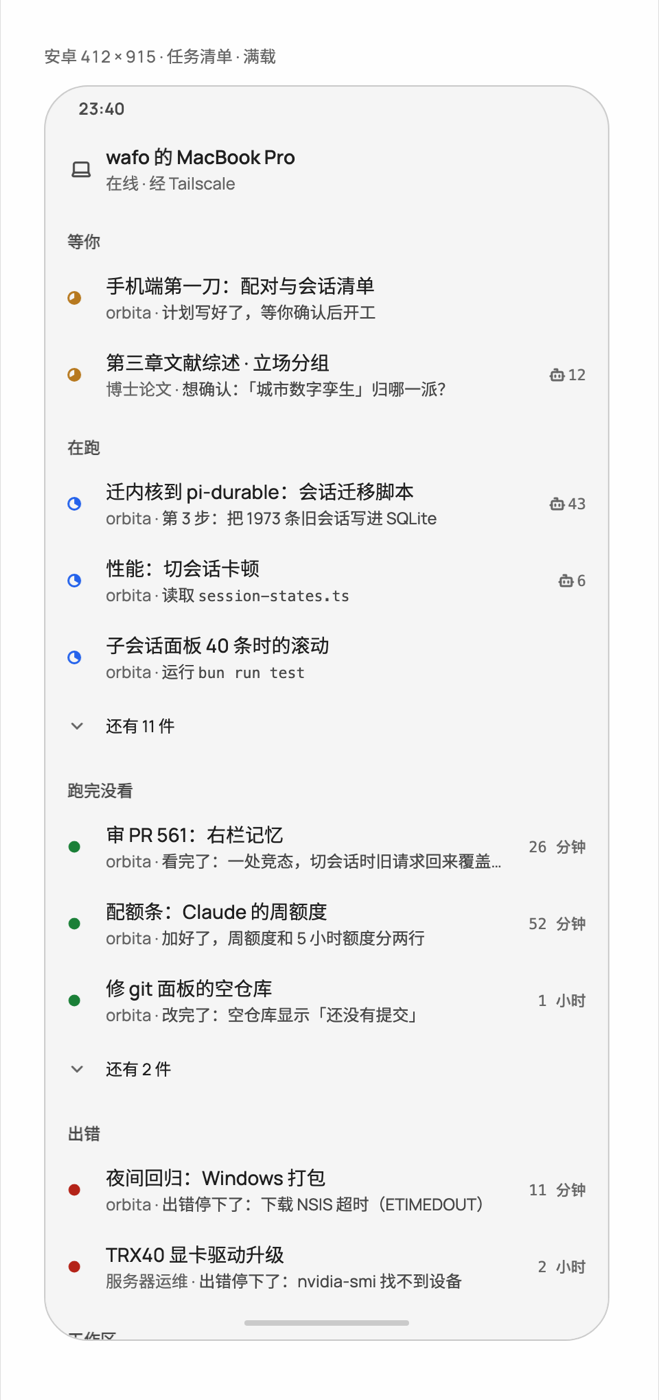 安卓 412 × 915 · 任务清单 · 满载
23:40
wafo 的 MacBook Pro
在线 · 经 Tailscale
等你
手机端第一刀：配对与会话清单
orbita · 计划写好了，等你确认后开工
第三章文献综述 · 立场分组
博士论文 · 想确认：「城市数字孪生」归哪一派？
12
在跑
迁内核到 pi-durable：会话迁移脚本
orbita · 第 3 步：把 1973 条旧会话写进 SQLite
43
性能：切会话卡顿
orbita · 读取 session-states.ts
6
子会话面板 40 条时的滚动
orbita · 运行 bun run test
还有 11 件
跑完没看
审 PR 561：右栏记忆
orbita · 看完了：一处竞态，切会话时旧请求回来覆盖…
26 分钟
配额条：Claude 的周额度
orbita · 加好了，周额度和 5 小时额度分两行
52 分钟
修 git 面板的空仓库
orbita · 改完了：空仓库显示「还没有提交」
1 小时
还有 2 件
出错
夜间回归：Windows 打包
orbita · 出错停下了：下载 NSIS 超时（ETIMEDOUT）
11 分钟
TRX40 显卡驱动升级
服务器运维 · 出错停下了：nvidia-smi 找不到设备
2 小时
工作区